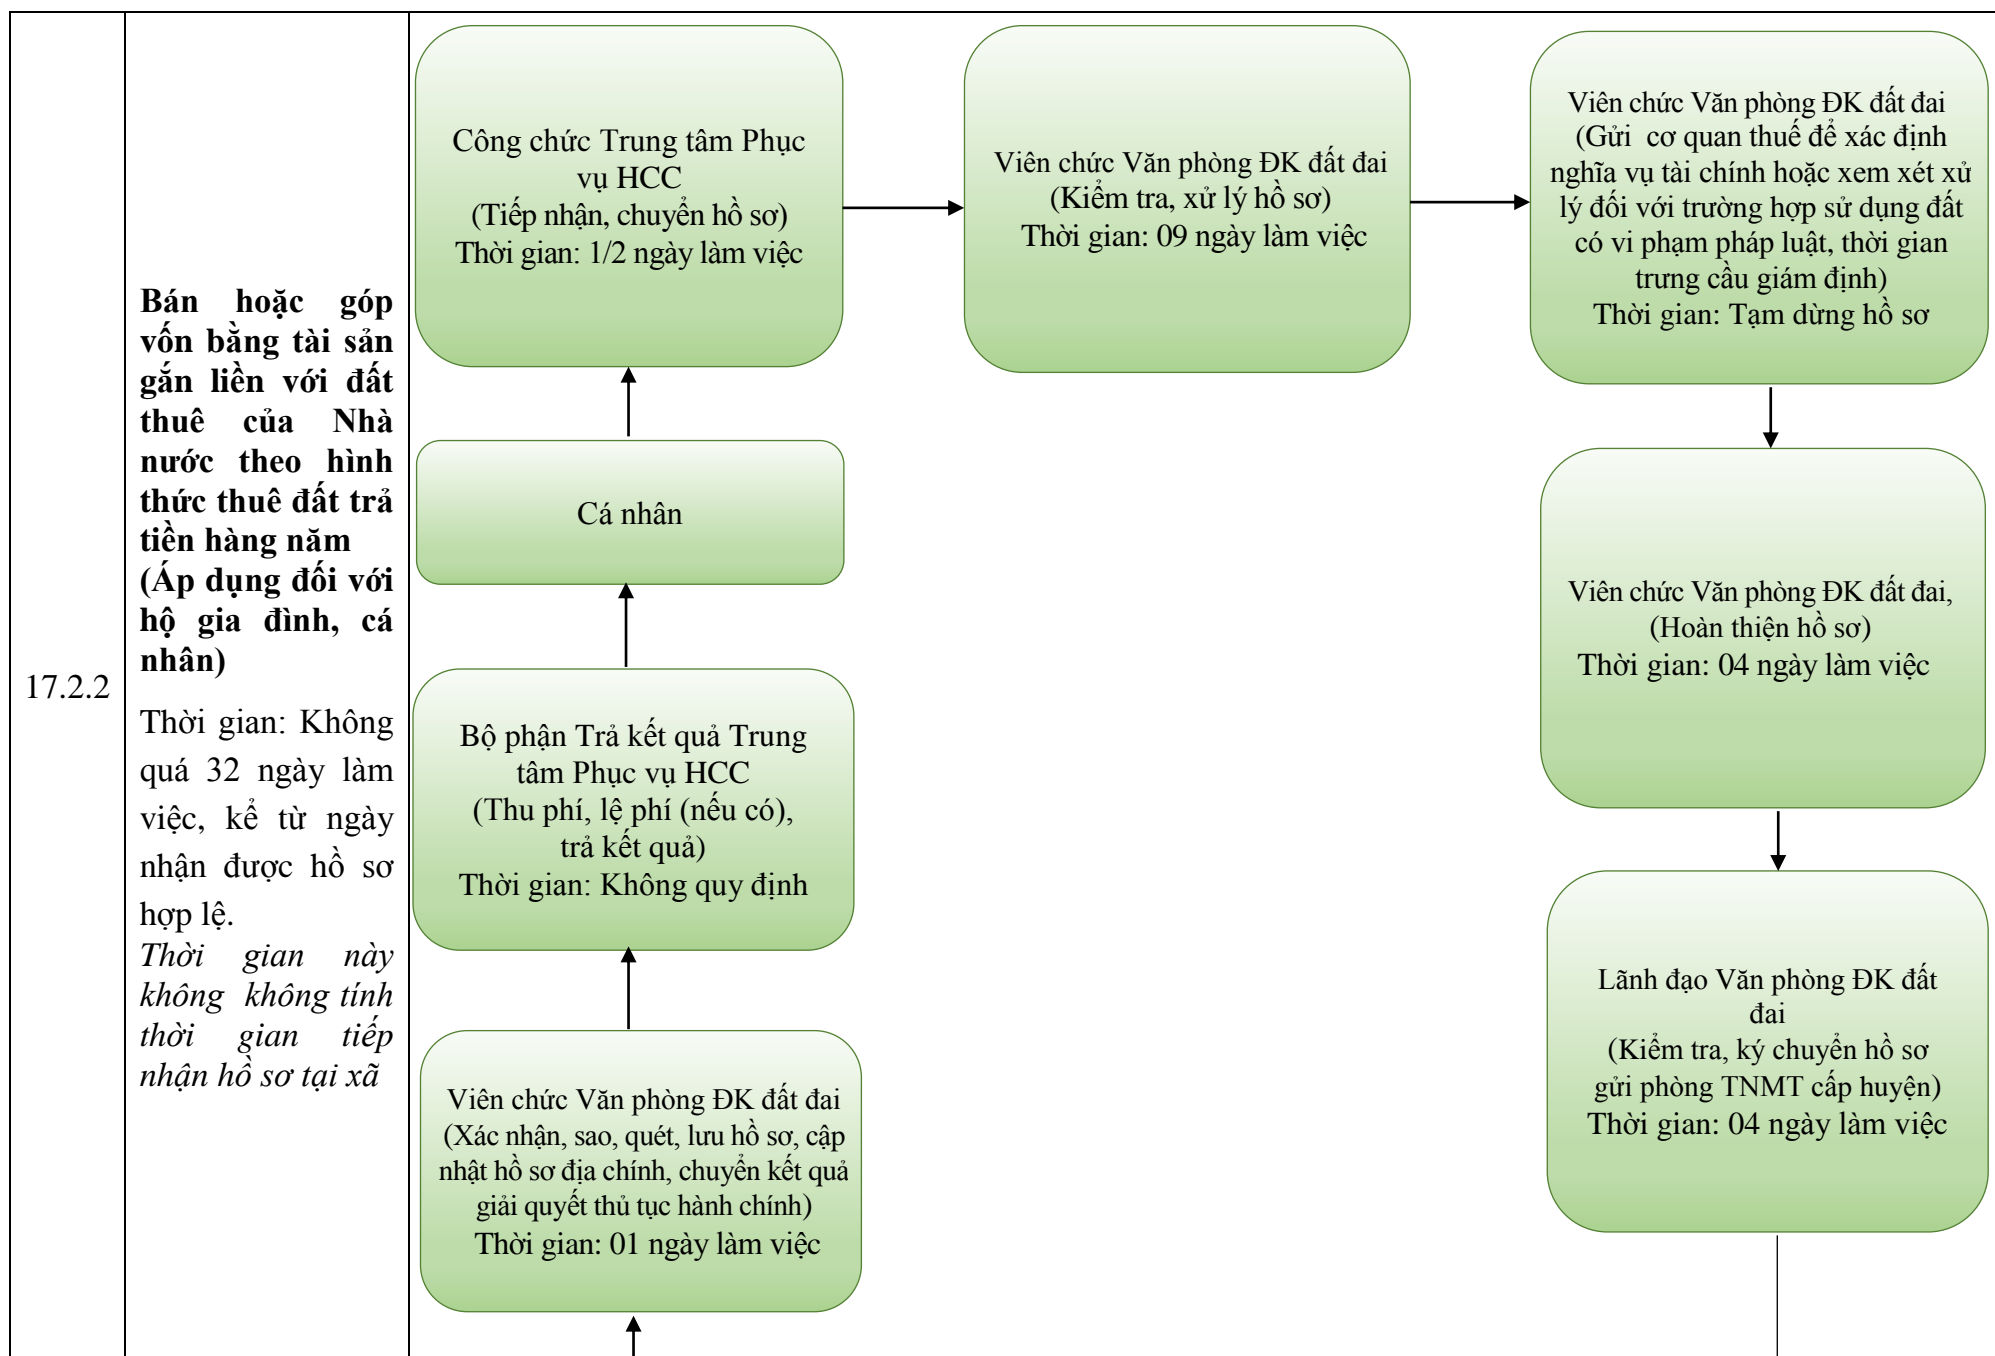 17.2.2
Bán hoặc góp
vốn bằng tài sản
gắn liền với đất
thuê của Nhà
nước theo hình
thức thuê đất trả
tiền hàng năm
(Áp dụng đối với
hộ gia đình, cá
nhân)
Thời gian: Không
quá 32 ngày làm
việc, kể từ ngày
nhận được hồ sơ
hợp lệ.
Thời gian này
không không tính
thời gian tiếp
nhận hồ sơ tại xã
Công chức Trung tâm Phục
vụ HCC
(Tiếp nhận, chuyển hồ sơ)
Thời gian: 1/2 ngày làm việc
Viên chức Văn phòng ĐK đất đai
(Kiểm tra, xử lý hồ sơ)
Thời gian: 09 ngày làm việc
Viên chức Văn phòng ĐK đất đai
(Gửi cơ quan thuế để xác định
nghĩa vụ tài chính hoặc xem xét xử
lý đối với trường hợp sử dụng đất
có vi phạm pháp luật, thời gian
trưng cầu giám định)
Thời gian: Tạm dừng hồ sơ
Cá nhân
Viên chức Văn phòng ĐK đất đai,
(Hoàn thiện hồ sơ)
Thời gian: 04 ngày làm việc
Bộ phận Trả kết quả Trung
tâm Phục vụ HCC
(Thu phí, lệ phí (nếu có),
trả kết quả)
Thời gian: Không quy định
Lãnh đạo Văn phòng ĐK đất
đai
(Kiểm tra, ký chuyển hồ sơ
gửi phòng TNMT cấp huyện)
Thời gian: 04 ngày làm việc
Viên chức Văn phòng ĐK đất đai
(Xác nhận, sao, quét, lưu hồ sơ, cập
nhật hồ sơ địa chính, chuyển kết quả
giải quyết thủ tục hành chính)
Thời gian: 01 ngày làm việc